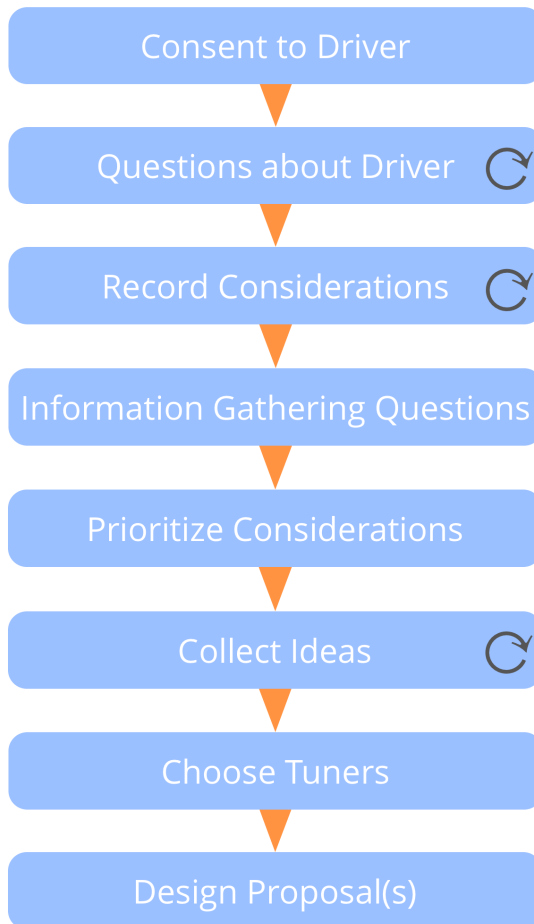 Consent to Driver
Questions about Driver
Record Considerations
Information Gathering Questions
Prioritize Considerations
Collect Ideas
Choose Tuners
Design Proposal(s)